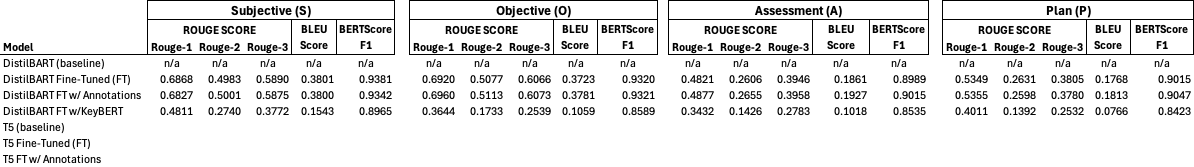 Subjective (S) Objective (O) Assessment (A) Plan (P)
ROUGE SCORE BLEU BERTScore ROUGE SCORE BLEU BERTScore ROUGE SCORE BLEU BERTScore ROUGE SCORE BLEU BERTScore
Model Rouge-1 Rouge-2 Rouge-3 Score F1 Rouge-1 Rouge-2 Rouge-3 Score F1 Rouge-1 Rouge-2 Rouge-3 Score F1 Rouge-1 Rouge-2 Rouge-3 Score F1
DistilBART (baseline) n/a n/a n/a n/a n/a n/a n/a n/a n/a n/a n/a n/a n/a n/a n/a n/a n/a n/a n/a n/a
DistilBART Fine-Tuned (FT) 0.6868 0.4983 0.5890 0.3801 0.9381 0.6920 0.5077 0.6066 0.3723 0.9320 0.4821 0.2606 0.3946 0.1861 0.8989 0.5349 0.2631 0.3805 0.1768 0.9015
DistilBART FT w/ Annotations 0.6827 0.5001 0.5875 0.3800 0.9342 0.6960 0.5113 0.6073 0.3781 0.9321 0.4877 0.2655 0.3958 0.1927 0.9015 0.5355 0.2598 0.3780 0.1813 0.9047
DistilBART FT w/KeyBERT 0.4811 0.2740 0.3772 0.1543 0.8965 0.3644 0.1733 0.2539 0.1059 0.8589 0.3432 0.1426 0.2783 0.1018 0.8535 0.4011 0.1392 0.2532 0.0766 0.8423
T5 (baseline)
T5 Fine-Tuned (FT)
T5 FT w/ Annotations